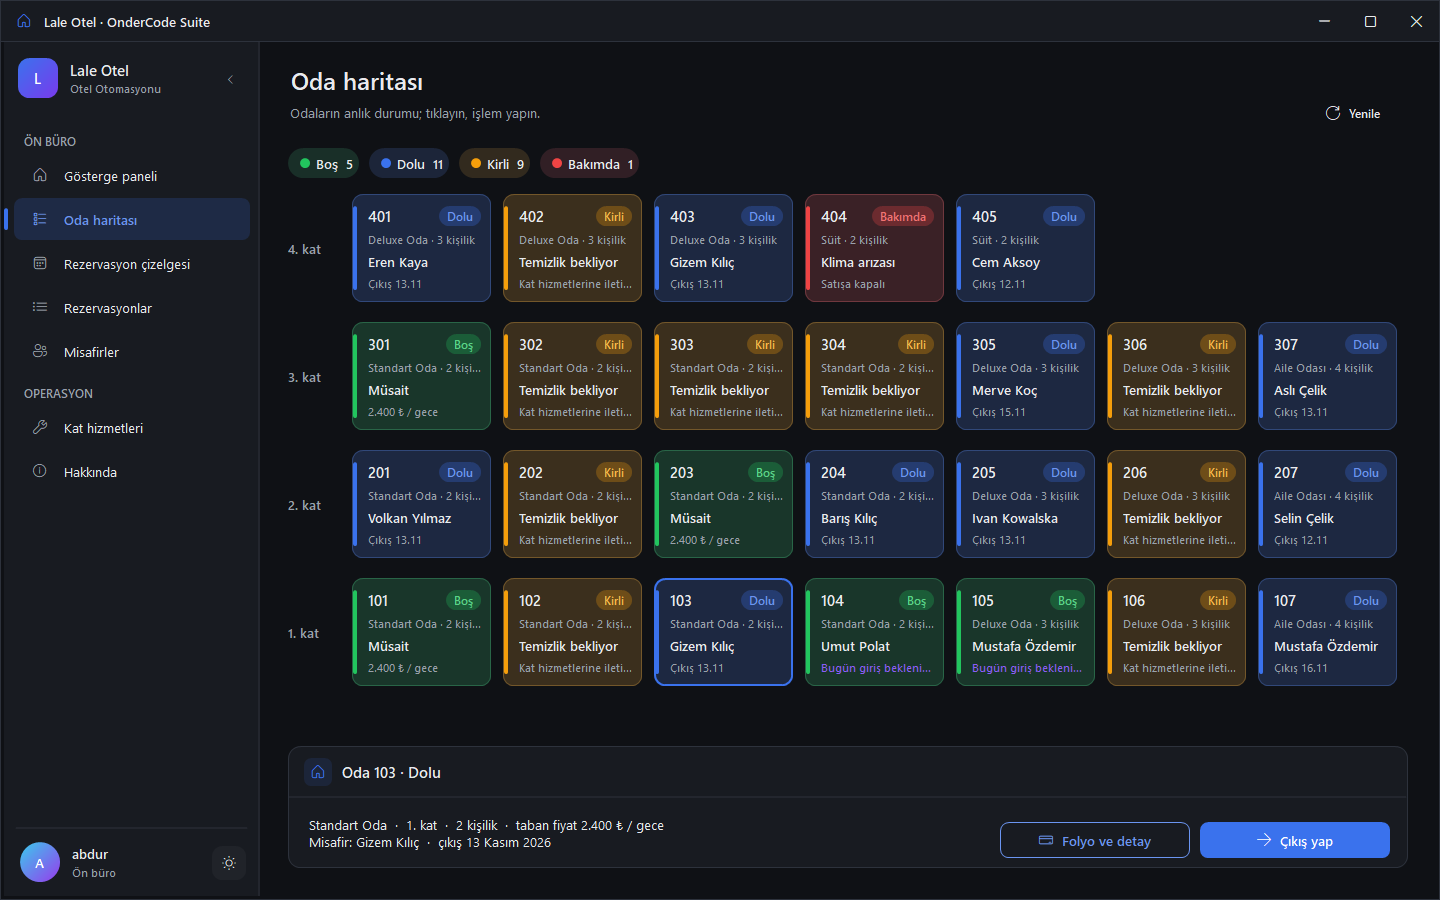 Lale Otel · OnderCode Suite
L
Lale Otel
Otel Otomasyonu
ÖN BÜRO
Gösterge paneli
Oda haritası
Rezervasyon çizelgesi
Rezervasyonlar
Misafirler
OPERASYON
Kat hizmetleri
Hakkında
A
abdur
Ön büro
Oda haritası
Odaların anlık durumu; tıklayın, işlem yapın.
Yenile
Boş 5
Dolu 11
Kirli 9
Bakımda 1
4. kat
401 Dolu
Deluxe Oda · 3 kişilik
Eren Kaya
Çıkış 13.11
402 Kirli
Deluxe Oda · 3 kişilik
Temizlik bekliyor
Kat hizmetlerine ileti...
403 Dolu
Deluxe Oda · 3 kişilik
Gizem Kılıç
Çıkış 13.11
404 Bakımda
Süit · 2 kişilik
Klima arızası
Satışa kapalı
405 Dolu
Süit · 2 kişilik
Cem Aksoy
Çıkış 12.11
3. kat
301 Boş
Standart Oda · 2 kişi...
Müsait
2.400 ₺ / gece
302 Kirli
Standart Oda · 2 kişi...
Temizlik bekliyor
Kat hizmetlerine ileti...
303 Kirli
Standart Oda · 2 kişi...
Temizlik bekliyor
Kat hizmetlerine ileti...
304 Kirli
Standart Oda · 2 kişi...
Temizlik bekliyor
Kat hizmetlerine ileti...
305 Dolu
Deluxe Oda · 3 kişilik
Merve Koç
Çıkış 15.11
306 Kirli
Deluxe Oda · 3 kişilik
Temizlik bekliyor
Kat hizmetlerine ileti...
307 Dolu
Aile Odası · 4 kişilik
Aslı Çelik
Çıkış 13.11
2. kat
201 Dolu
Standart Oda · 2 kişi...
Volkan Yılmaz
Çıkış 13.11
202 Kirli
Standart Oda · 2 kişi...
Temizlik bekliyor
Kat hizmetlerine ileti...
203 Boş
Standart Oda · 2 kişi...
Müsait
2.400 ₺ / gece
204 Dolu
Standart Oda · 2 kişi...
Barış Kılıç
Çıkış 13.11
205 Dolu
Deluxe Oda · 3 kişilik
Ivan Kowalska
Çıkış 13.11
206 Kirli
Deluxe Oda · 3 kişilik
Temizlik bekliyor
Kat hizmetlerine ileti...
207 Dolu
Aile Odası · 4 kişilik
Selin Çelik
Çıkış 12.11
1. kat
101 Boş
Standart Oda · 2 kişi...
Müsait
2.400 ₺ / gece
102 Kirli
Standart Oda · 2 kişi...
Temizlik bekliyor
Kat hizmetlerine ileti...
103 Dolu
Standart Oda · 2 kişi...
Gizem Kılıç
Çıkış 13.11
104 Boş
Standart Oda · 2 kişi...
Umut Polat
Bugün giriş bekleni...
105 Boş
Deluxe Oda · 3 kişilik
Mustafa Özdemir
Bugün giriş bekleni...
106 Kirli
Deluxe Oda · 3 kişilik
Temizlik bekliyor
Kat hizmetlerine ileti...
107 Dolu
Aile Odası · 4 kişilik
Mustafa Özdemir
Çıkış 16.11
Oda 103 · Dolu
Standart Oda · 1. kat · 2 kişilik · taban fiyat 2.400 ₺ / gece
Misafir: Gizem Kılıç · çıkış 13 Kasım 2026
Folyo ve detay
Çıkış yap